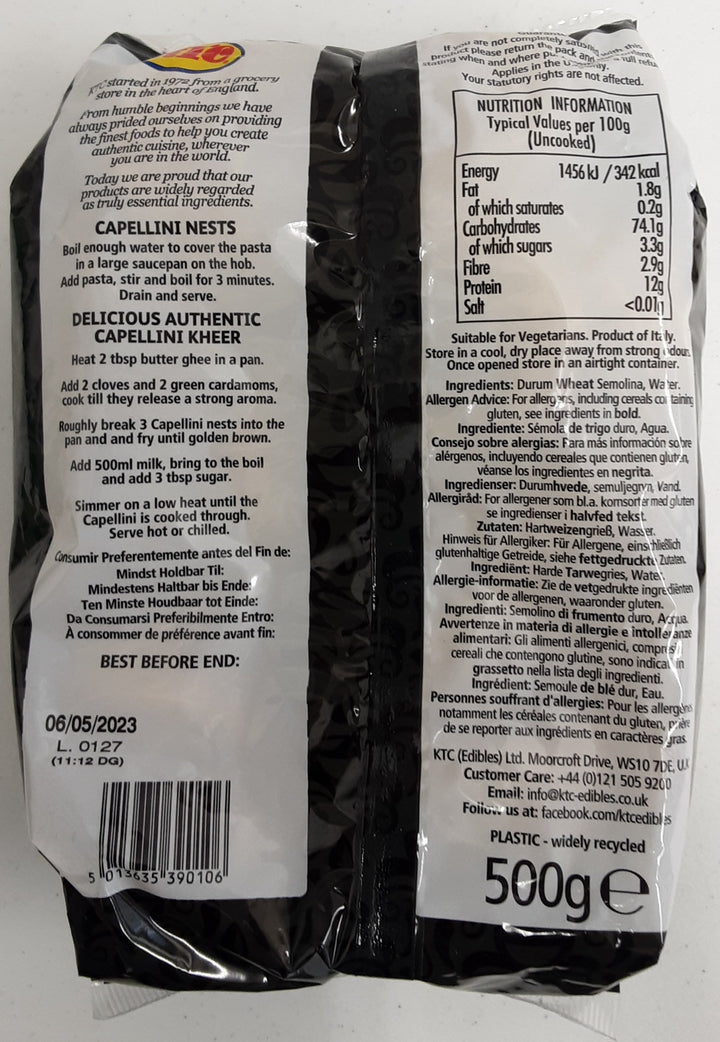 KTC
KTC started in 1972 from a grocery
store in the heart of England.
From humble beginnings we have
always prided ourselves on providing
the finest foods to help you create
authentic cuisine, wherever
you are in the world.
Today we are proud that our
products are widely regarded
as truly essential ingredients.
CAPELLINI NESTS
Boil enough water to cover the pasta
in a large saucepan on the hob.
Add pasta, stir and boil for 3 minutes.
Drain and serve.
DELICIOUS AUTHENTIC
CAPELLINI KHEER
Heat 2 tbsp butter ghee in a pan.
Add 2 cloves and 2 green cardamoms,
cook till they release a strong aroma.
Roughly break 3 Capellini nests into the
pan and and fry until golden brown.
Add 500ml milk, bring to the boil
and add 3 tbsp sugar.
Simmer on a low heat until the
Capellini is cooked through.
Serve hot or chilled.
Consumir Preferentemente antes del Fin de:
Mindst Holdbar Til:
Mindestens Haltbar bis Ende:
Ten Minste Houdbaar tot Einde:
Da Consumarsi Preferibilmente Entro:
À consommer de préférence avant fin:
BEST BEFORE END:
06/05/2023
L. 0127
(11:12 DG)
5 013635 390106
If you are not completely satisfied with this
product please return the pack and
stating when and where full refu
Applies in the
Your statutory rights are not affected.
NUTRITION INFORMATION
Typical Values per 100g
(Uncooked)
Energy 1456 kJ / 342 kcal
Fat 1.8g
of which saturates 0.2g
Carbohydrates 74.1g
of which sugars 3.3g
Fibre 2.9g
Protein 12g
Salt <0.01g
Suitable for Vegetarians. Product of Italy.
Store in a cool, dry place away from strong odour.
Once opened store in an airtight container.
Ingredients: Durum Wheat Semolina, Water.
Allergen Advice: For allergens, including cereals containing
gluten, see ingredients in bold.
Ingrediente: Sémola de trigo duro, Agua.
Consejo sobre alergias: Para más información sobre
alérgenos, incluyendo cereales que contienen gluten,
véanse los ingredientes en negrita.
Ingredienser: Durumhvede, semuljegryn, Vand.
Allergiråd: For allergener som bl.a. kornsorter med gluten
se ingredienser i halvfed tekst.
Zutaten: Hartweizengrieß, Wasser.
Hinweis für Allergiker: Für Allergene, einschließlich
glutenhaltige Getreide, siehe fettgedruckte Zutaten.
Ingrediënt: Harde Tarwegries, Water.
Allergie-informatie: Zie de vetgedrukte ingrediënten
voor de allergenen, waaronder gluten.
Ingredienti: Semolino di frumento duro, Acqua.
Avvertenze in materia di allergie e intolleranze
alimentari: Gli alimenti allergenici, compresi
cereali che contengono glutine, sono indicati in
grassetto nella lista degli ingredienti.
Ingrédient: Semoule de blé dur, Eau.
Personnes souffrant d'allergies: Pour les allergènes
notamment les céréales contenant du gluten, prière
de se reporter aux ingrédients en caractères gras.
KTC (Edibles) Ltd. Moorcroft Drive, WS10 7DE, U.K
Customer Care: +44 (0)121 505 9200
Email: info@ktc-edibles.co.uk
Follow us at: facebook.com/ktcedibles
PLASTIC - widely recycled
500g e